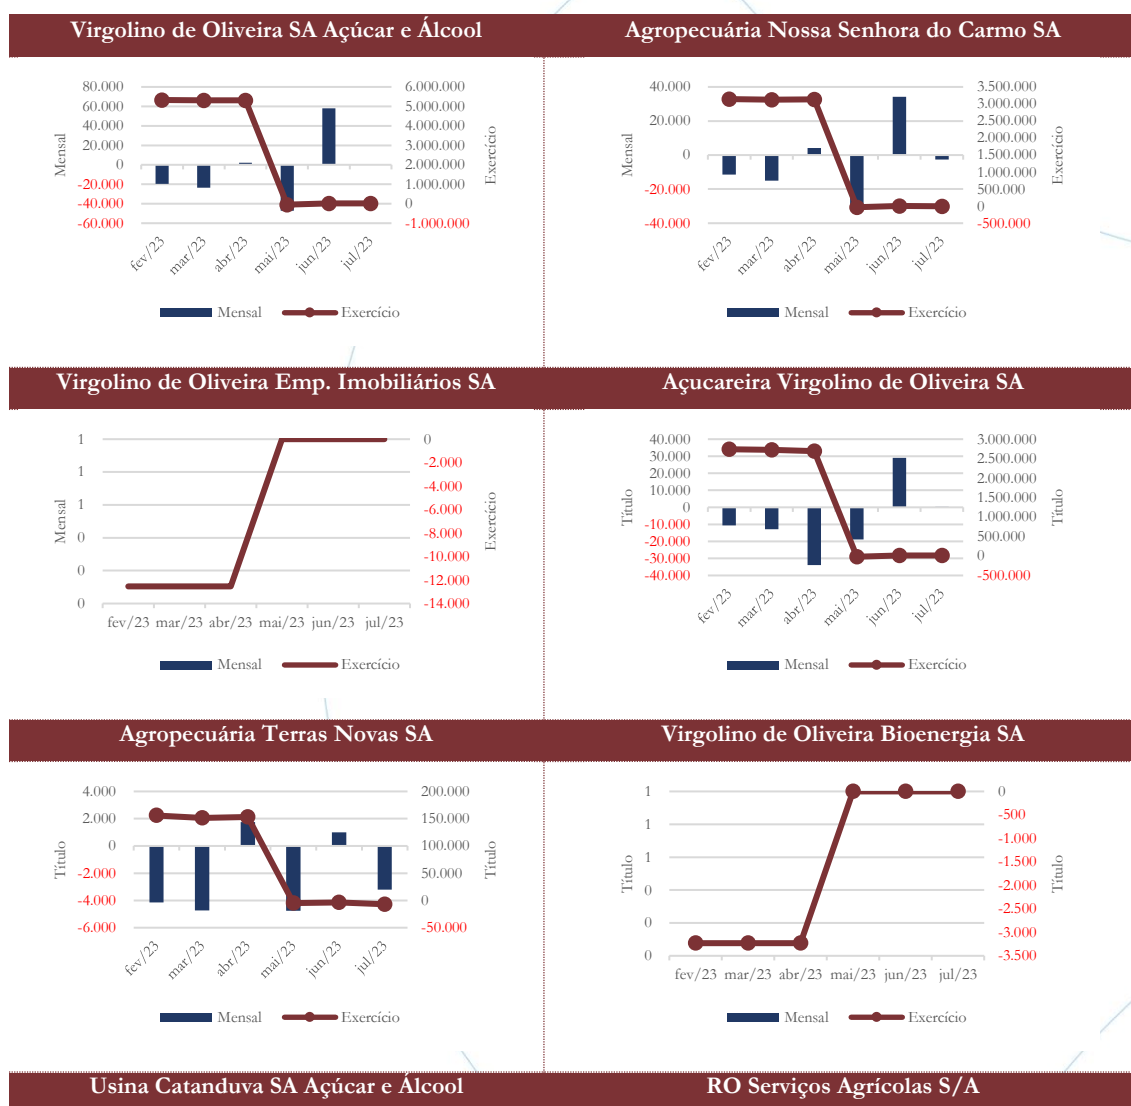 Virgolino de Oliveira SA Açúcar e Álcool
Agropecuária Nossa Senhora do Carmo SA
80.000
60.000
40.000
20.000
0
-20.000
-40.000
-60.000
Mensal
6.000.000
5.000.000
4.000.000
3.000.000
2.000.000
1.000.000
0
-1.000.000
Exercício
fev/23 mar/23 abr/23 mai/23 jun/23 jul/23
Mensal Exercício
40.000
20.000
0
-20.000
-40.000
Mensal
3.500.000
3.000.000
2.500.000
2.000.000
1.500.000
1.000.000
500.000
0
-500.000
Exercício
fev/23 mar/23 abr/23 mai/23 jun/23 jul/23
Mensal Exercício
Virgolino de Oliveira Emp. Imobiliários SA
Açucareira Virgolino de Oliveira SA
1
1
1
0
0
0
Mensal
0
-2.000
-4.000
-6.000
-8.000
-10.000
-12.000
-14.000
Exercício
fev/23 mar/23 abr/23 mai/23 jun/23 jul/23
Mensal Exercício
40.000
30.000
20.000
10.000
0
-10.000
-20.000
-30.000
-40.000
Título
3.000.000
2.500.000
2.000.000
1.500.000
1.000.000
500.000
0
-500.000
Título
fev/23 mar/23 abr/23 mai/23 jun/23 jul/23
Mensal Exercício
Agropecuária Terras Novas SA
Virgolino de Oliveira Bioenergia SA
4.000
2.000
0
-2.000
-4.000
-6.000
Título
200.000
150.000
100.000
50.000
0
-50.000
Título
fev/23 mar/23 abr/23 mai/23 jun/23 jul/23
Mensal Exercício
1
1
1
0
0
0
Título
0
-500
-1.000
-1.500
-2.000
-2.500
-3.000
-3.500
Título
fev/23 mar/23 abr/23 mai/23 jun/23 jul/23
Mensal Exercício
Usina Catanduva SA Açúcar e Álcool
RO Serviços Agrícolas S/A